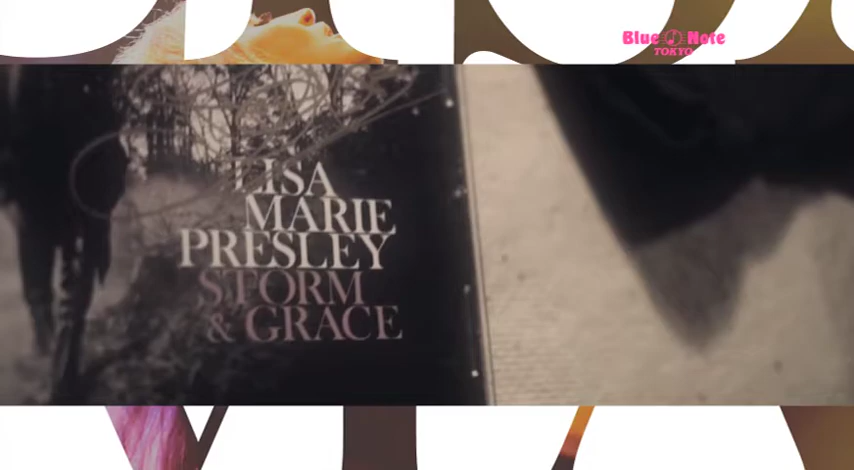 Blue Note
TOKYO
LISA
MARIE
PRESLEY
STORM
& GRACE